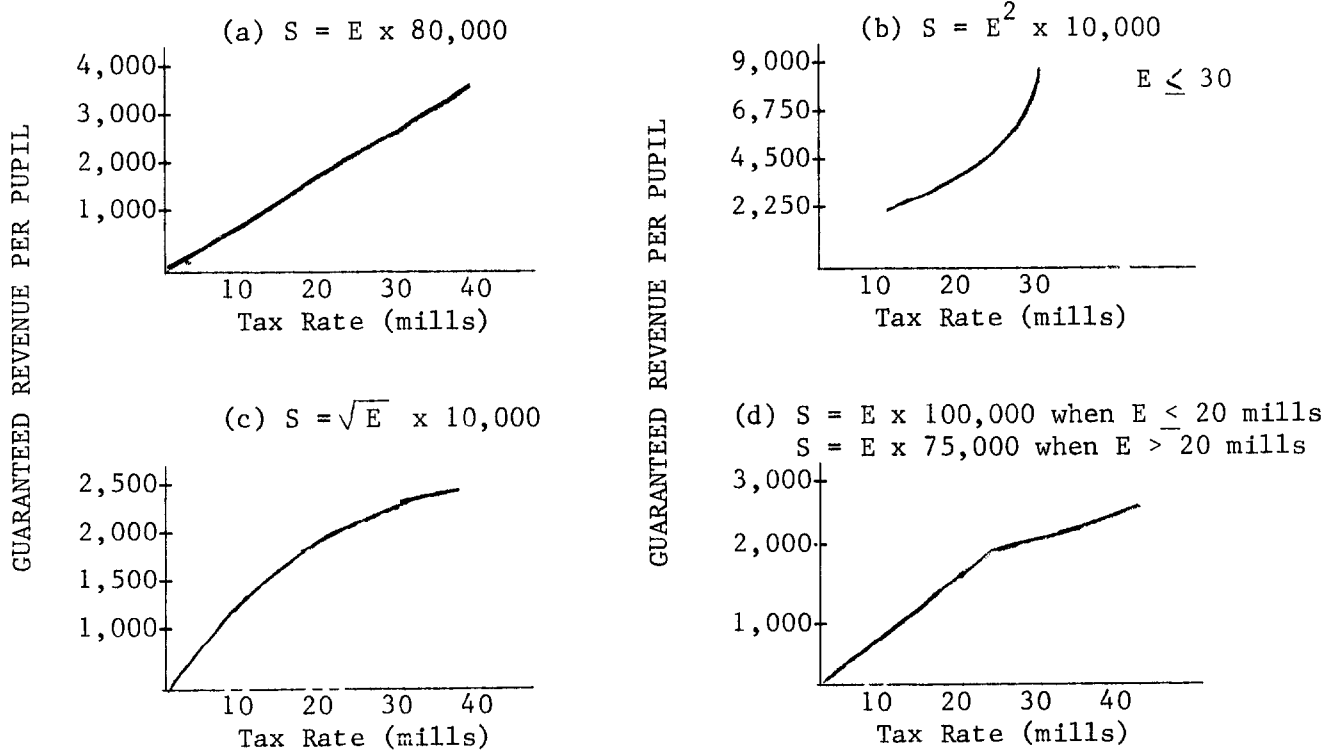 GUARANTEED REVENUE PER PUPIL
(a) S = E x 80,000
4,000
3,000
2,000
1,000
10 20 30 40
Tax Rate (mills)
GUARANTEED REVENUE PER PUPIL
(b) S = E² x 10,000
E ≤ 30
9,000
6,750
4,500
2,250
10 20 30
Tax Rate (mills)
(c) S = √E x 10,000
2,500
2,000
1,500
1,000
10 20 30 40
Tax Rate (mills)
(d) S = E x 100,000 when E ≤ 20 mills
S = E x 75,000 when E > 20 mills
3,000
2,000
1,000
10 20 30 40
Tax Rate (mills)